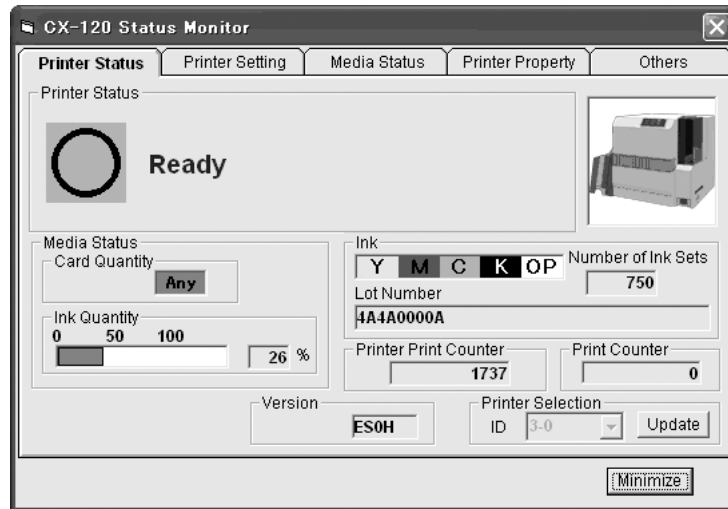 CX-120 Status Monitor
Printer Status Printer Setting Media Status Printer Property Others
Printer Status
Ready
Media Status
Card Quantity
Any
Ink Quantity
0 50 100
26 %
Ink
Y M C K OP
Number of Ink Sets
750
Lot Number
4A4A0000A
Printer Print Counter
1737
Print Counter
0
Version
ES0H
Printer Selection
ID 3-0 Update
Minimize